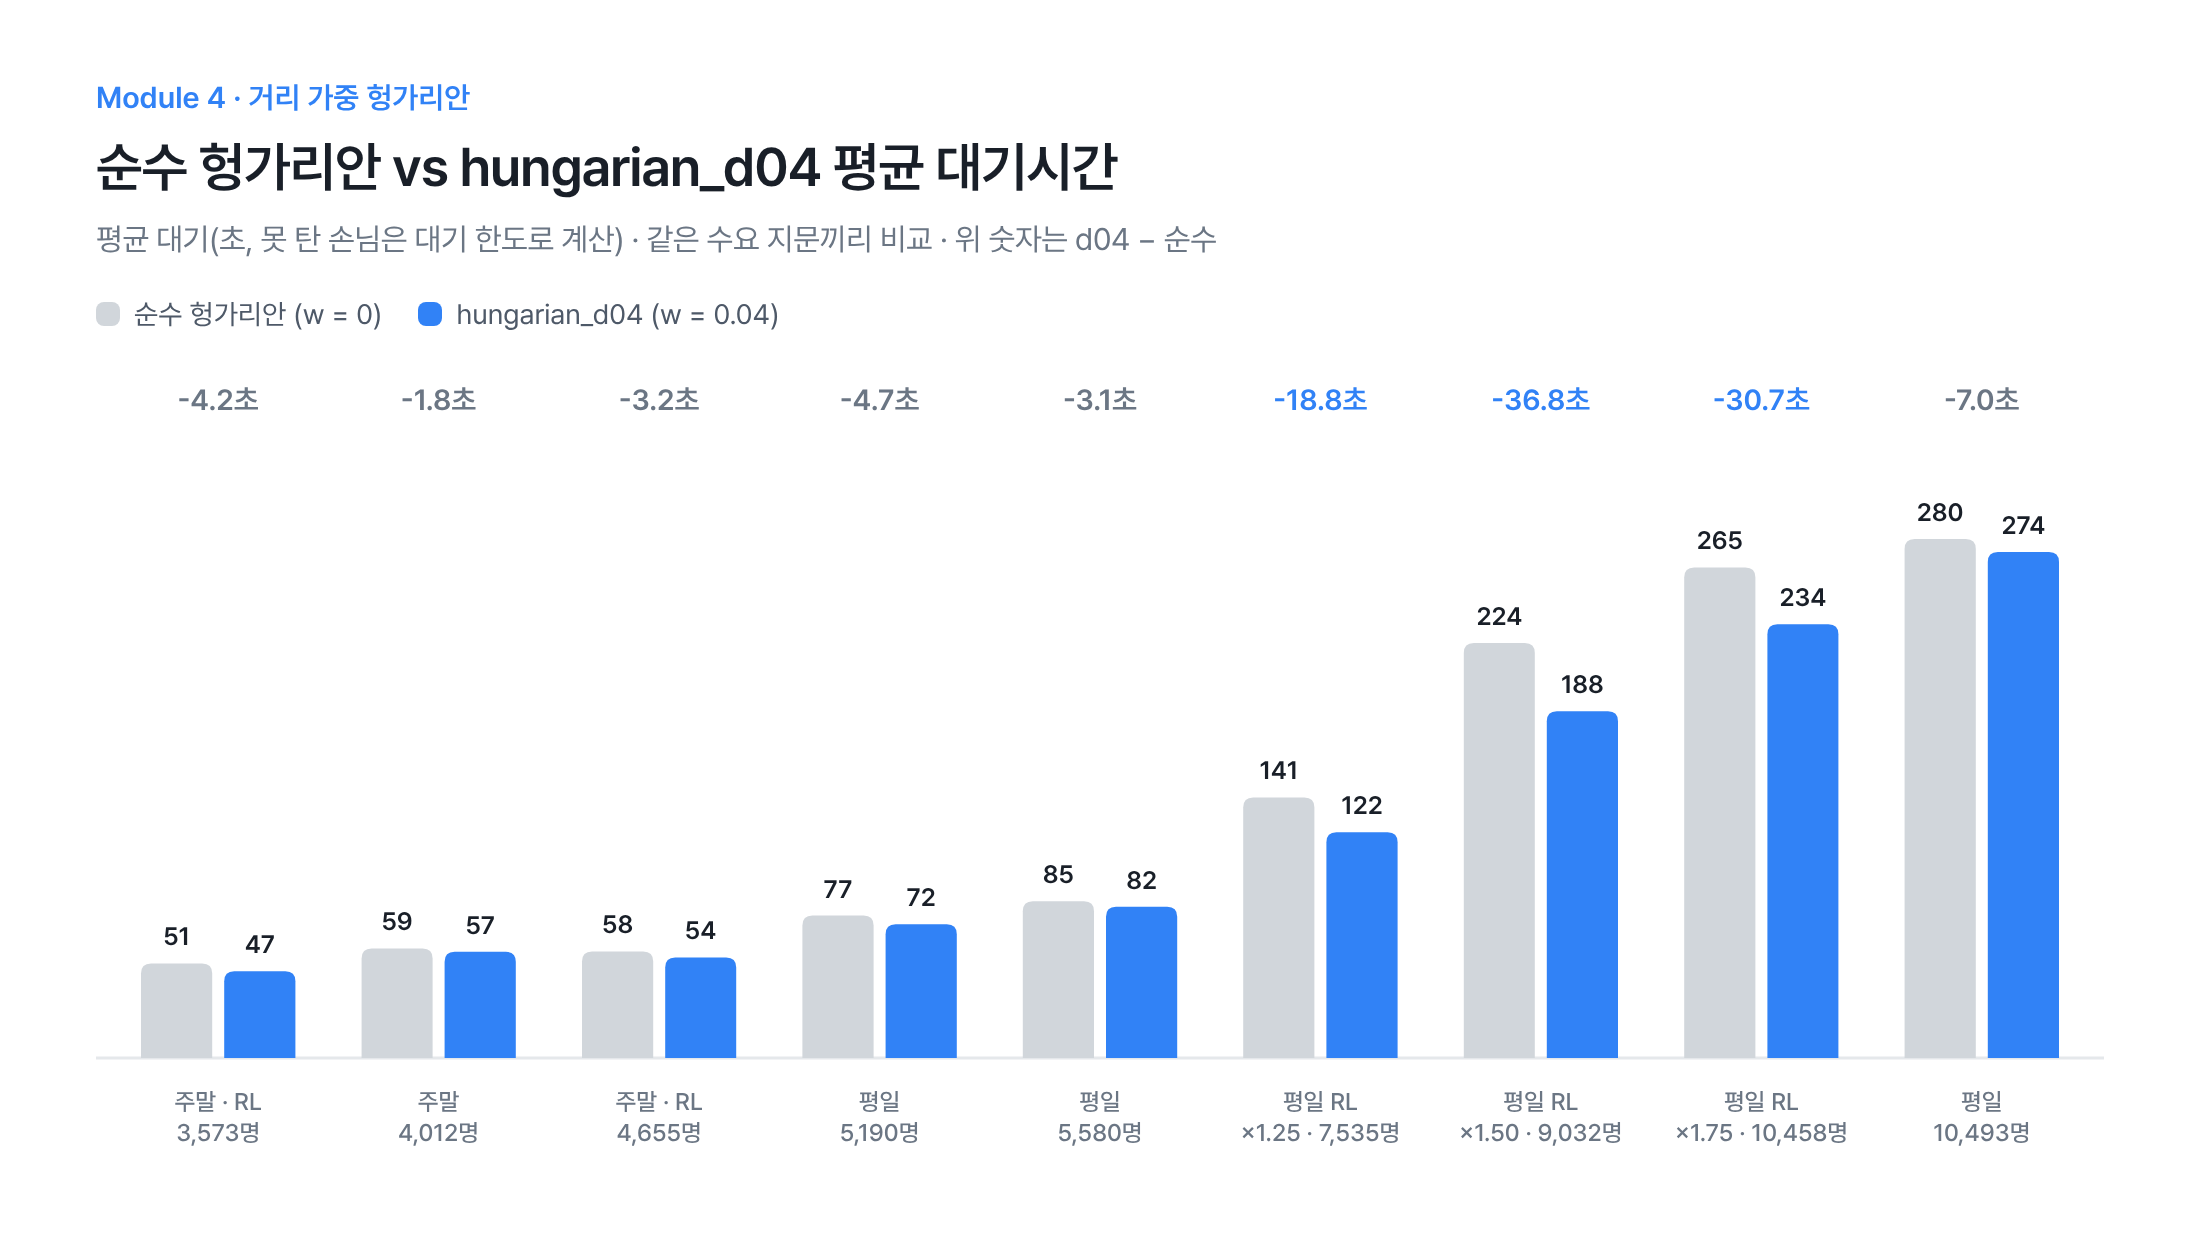 Module 4 · 거리 가중 헝가리안
순수 헝가리안 vs hungarian_d04 평균 대기시간
평균 대기(초, 못 탄 손님은 대기 한도로 계산) · 같은 수요 지문끼리 비교 · 위 숫자는 d04 − 순수
순수 헝가리안 (w = 0) hungarian_d04 (w = 0.04)
-4.2초 -1.8초 -3.2초 -4.7초 -3.1초 -18.8초 -36.8초 -30.7초 -7.0초
51 47 59 57 58 54 77 72 85 82 141 122 224 188 265 234 280 274
주말 · RL 주말 주말 · RL 평일 평일 평일 RL 평일 RL 평일 RL 평일
3,573명 4,012명 4,655명 5,190명 5,580명 ×1.25 · 7,535명 ×1.50 · 9,032명 ×1.75 · 10,458명 10,493명